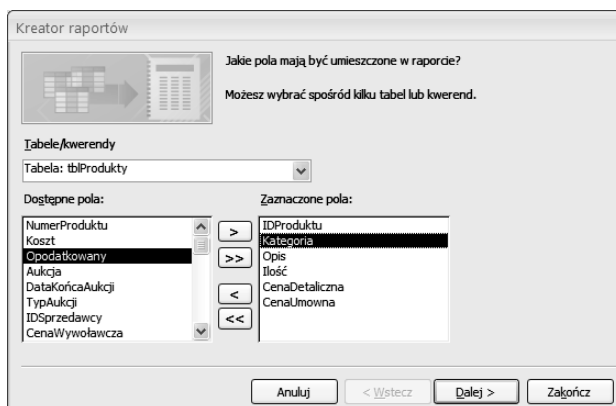 Kreator raportów
Jakie pola mają być umieszczone w raporcie?
Możesz wybrać spośród kilku tabel lub kwerend.
Tabele/kwerendy
Tabela: tblProdukty
Dostępne pola:
NumerProduktu
Koszt
Opodatkowany
Aukcja
DataKońcaAukcji
TypAukcji
IDSprzedawcy
CenaWywoławcza
>
>>
<
<<
Zaznaczone pola:
IDProduktu
Kategoria
Opis
Ilość
CenaDetaliczna
CenaUmowna
Anuluj
< Wstecz
Dalej >
Zakończ